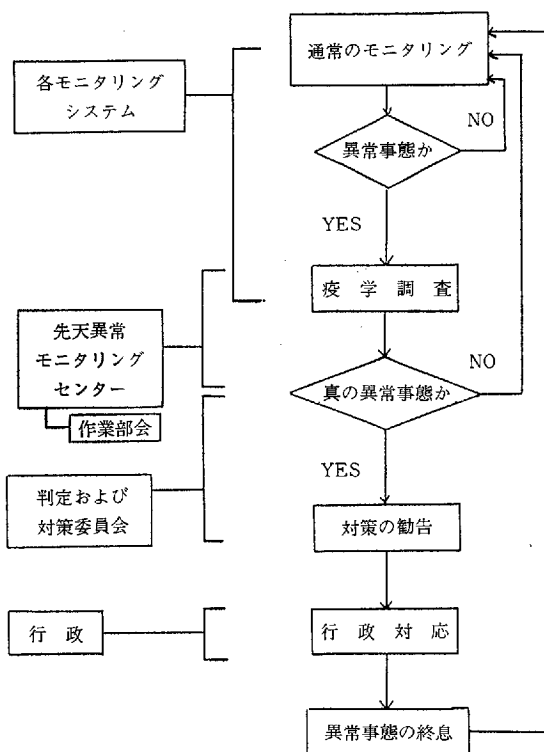 通常のモニタリング
各モニタリング
システム
NO
異常事態か
YES
疫学調査
先天異常
モニタリング
センター
作業部会
NO
真の異常事態か
YES
判定および
対策委員会
対策の勧告
行政
行政対応
異常事態の終息